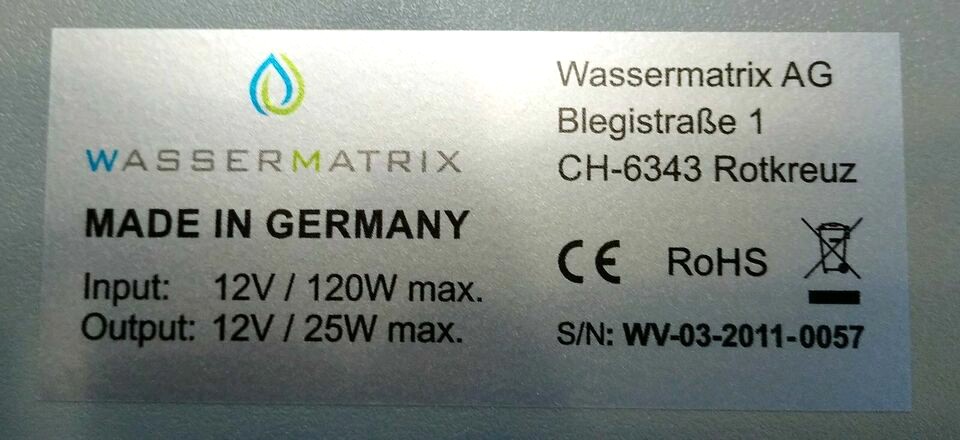 WASSERMATRIX
MADE IN GERMANY
Input: 12V / 120W max.
Output: 12V / 25W max.
Wassermatrix AG
Blegistraße 1
CH-6343 Rotkreuz
CE RoHS
S/N: WV-03-2011-0057